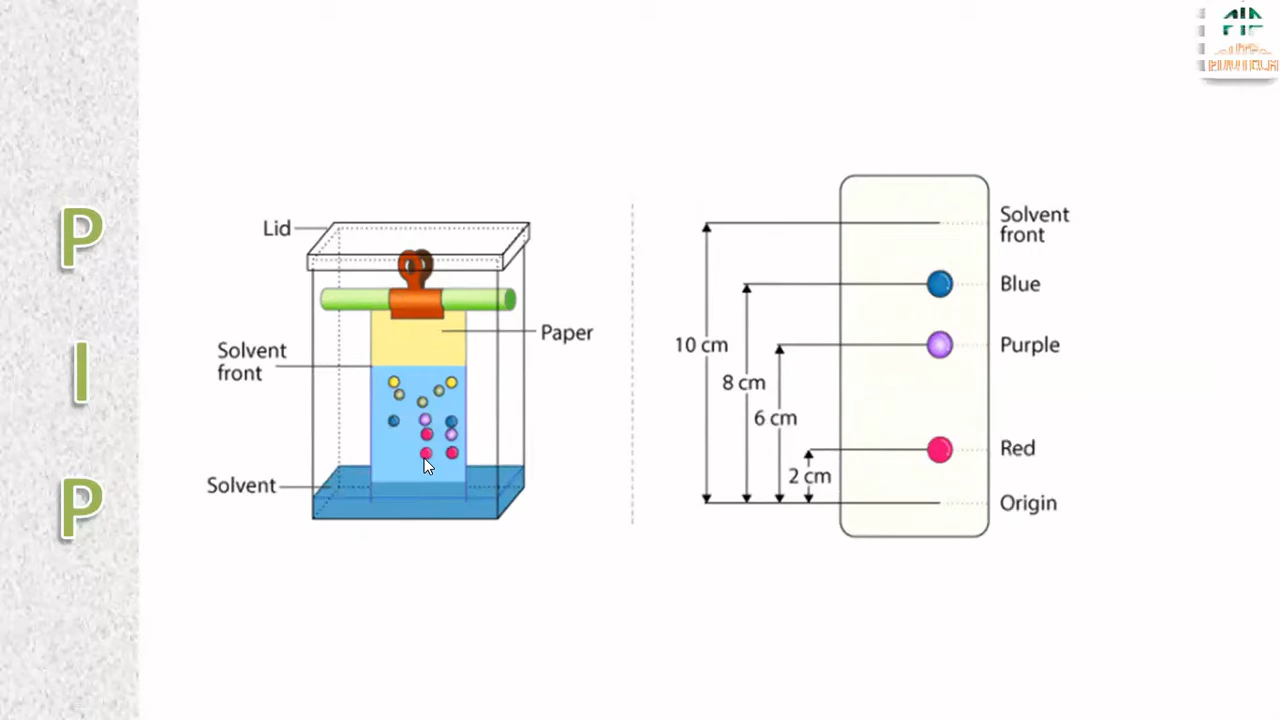 P
I
P
Lid
Paper
Solvent
front
Solvent
Solvent
front
Blue
Purple
Red
Origin
10 cm
8 cm
6 cm
2 cm